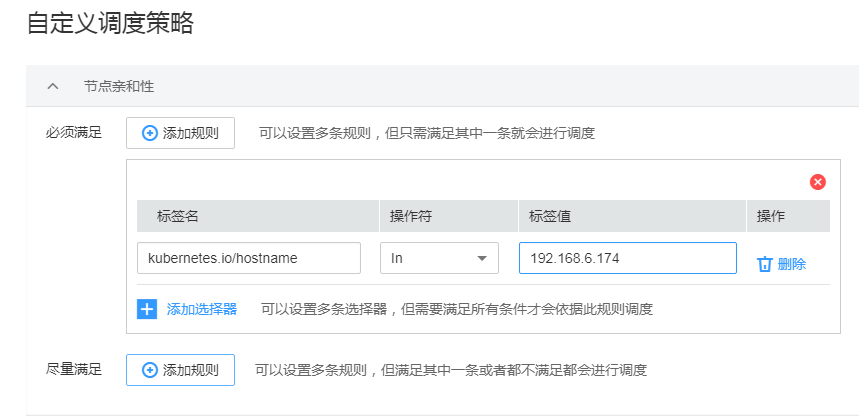 自定义调度策略
节点亲和性
必须满足 添加规则 可以设置多条规则，但只需满足其中一条就会进行调度
标签名 操作符 标签值 操作
kubernetes.io/hostname In 192.168.6.174 删除
添加选择器 可以设置多条选择器，但需要满足所有条件才会依据此规则调度
尽量满足 添加规则 可以设置多条规则，但满足其中一条或者都不满足都会进行调度